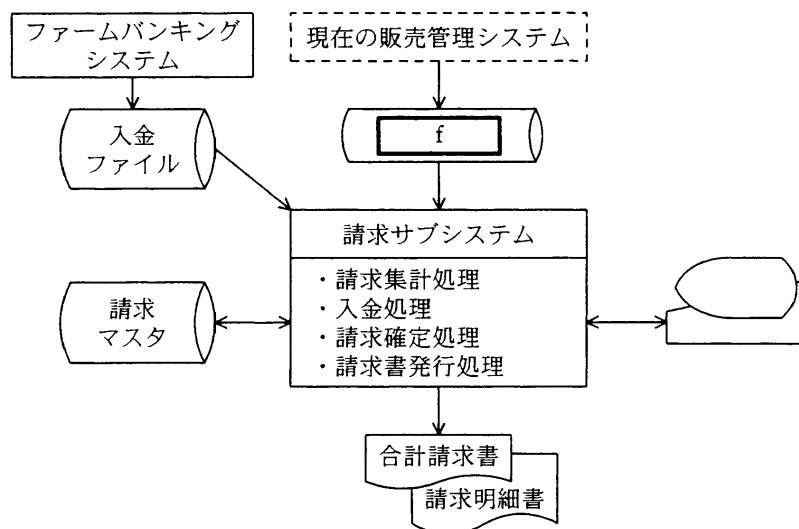 ファームバンキング
システム
現在の販売管理システム
入金
ファイル
f
請求サブシステム
・請求集計処理
・入金処理
・請求確定処理
・請求書発行処理
請求
マスタ
合計請求書
請求明細書